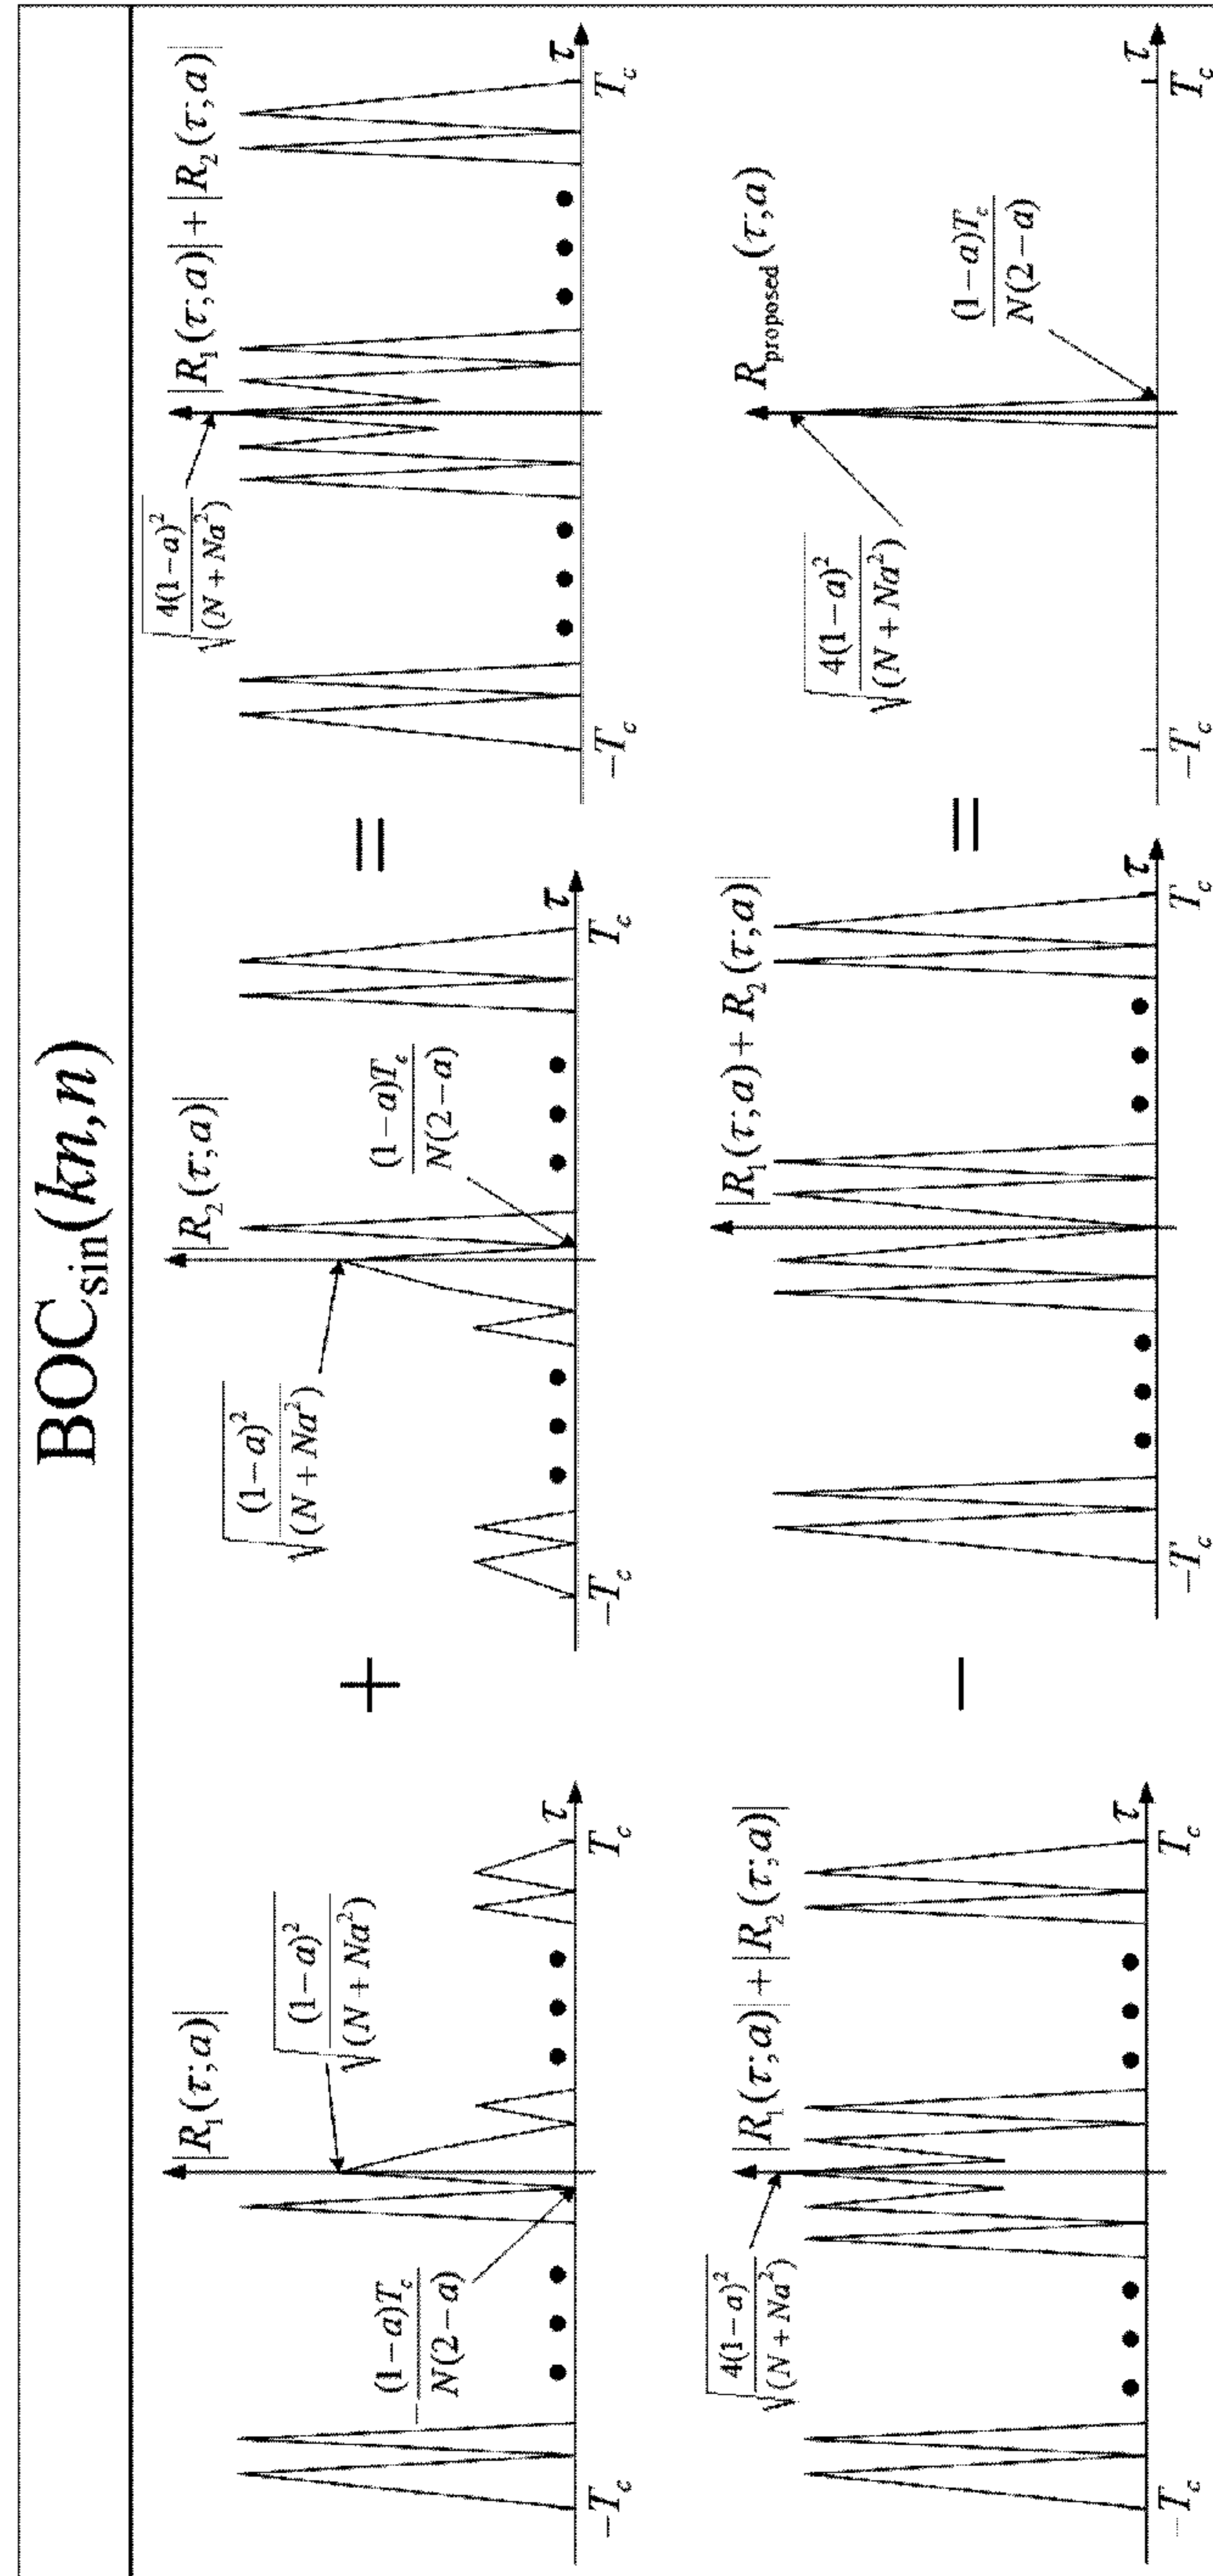 BOC_sin(kn,n)
|R_1(τ;a)|
√((1-a)^2/(N+Na^2))
-(1-a)T_c/N(2-a)
-T_c
T_c
τ
+
|R_2(τ;a)|
√((1-a)^2/(N+Na^2))
(1-a)T_c/N(2-a)
-T_c
T_c
τ
=
|R_1(τ;a)|+|R_2(τ;a)|
√(4(1-a)^2/(N+Na^2))
-T_c
T_c
τ
|R_1(τ;a)|+|R_2(τ;a)|
√(4(1-a)^2/(N+Na^2))
-T_c
T_c
τ
−
|R_1(τ;a)+R_2(τ;a)|
-T_c
T_c
τ
=
R_proposed(τ;a)
√(4(1-a)^2/(N+Na^2))
(1-a)T_c/N(2-a)
-T_c
T_c
τ